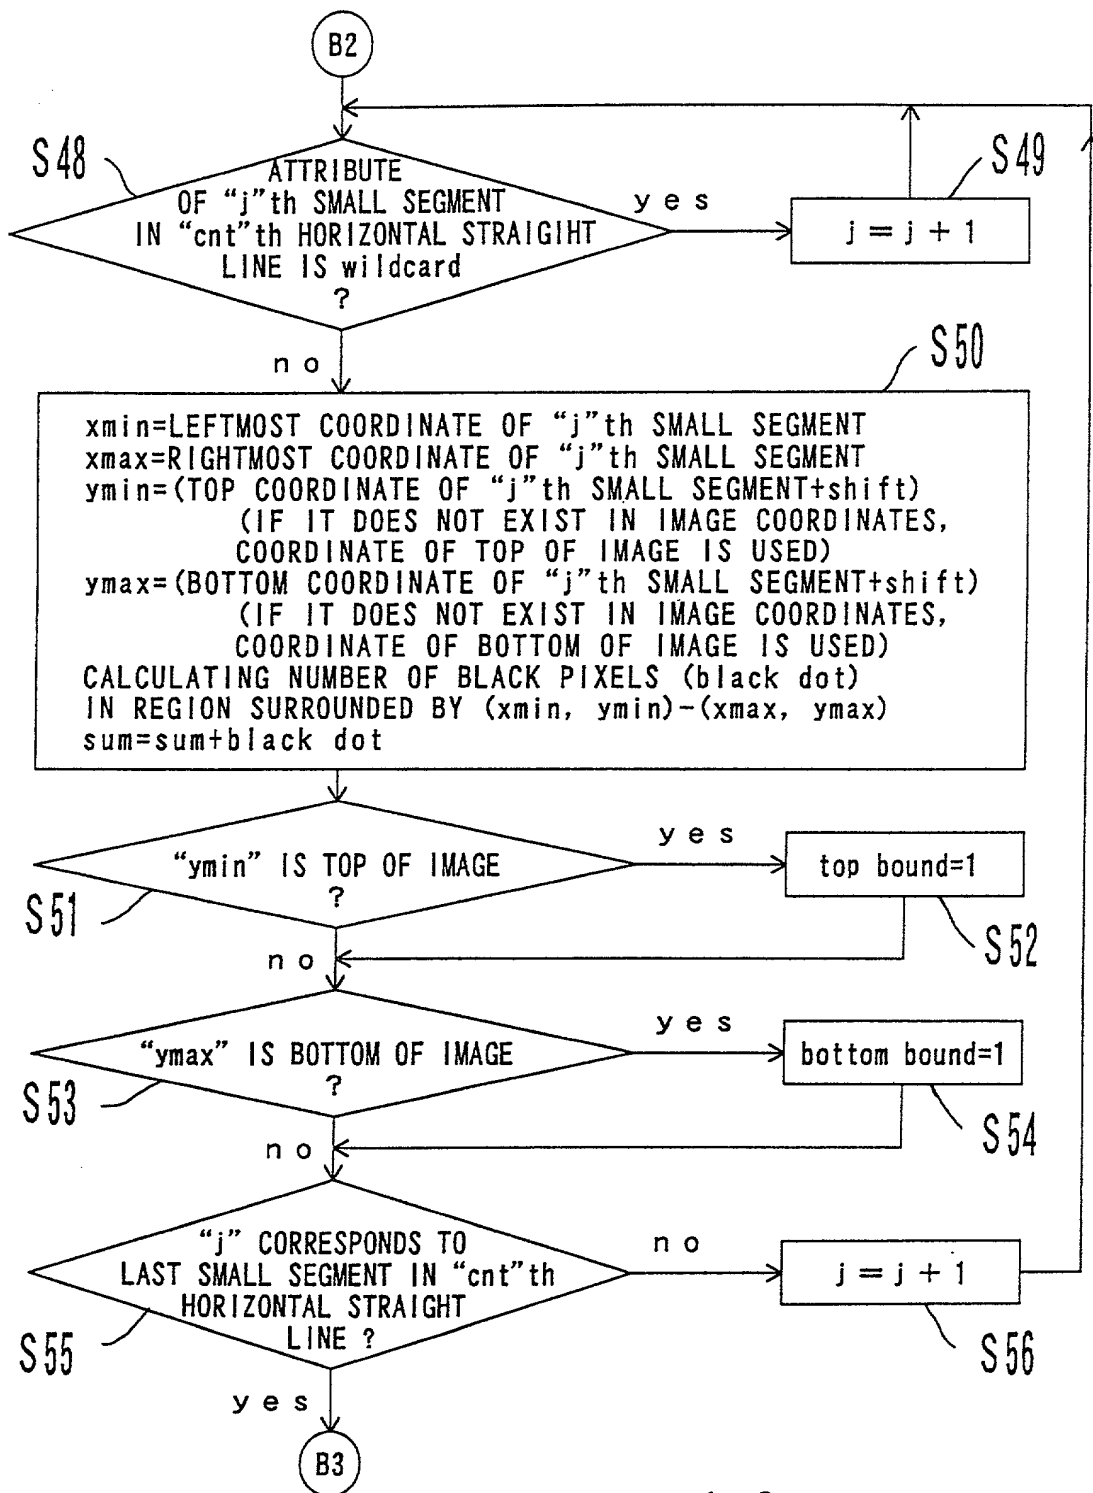 B2
S48
ATTRIBUTE
OF “j”th SMALL SEGMENT
IN “cnt”th HORIZONTAL STRAIGIHT
LINE IS wildcard
?
yes
S49
j = j + 1
no
S50
xmin=LEFTMOST COORDINATE OF “j”th SMALL SEGMENT
xmax=RIGHTMOST COORDINATE OF “j”th SMALL SEGMENT
ymin=(TOP COORDINATE OF “j”th SMALL SEGMENT+shift)
(IF IT DOES NOT EXIST IN IMAGE COORDINATES,
COORDINATE OF TOP OF IMAGE IS USED)
ymax=(BOTTOM COORDINATE OF “j”th SMALL SEGMENT+shift)
(IF IT DOES NOT EXIST IN IMAGE COORDINATES,
COORDINATE OF BOTTOM OF IMAGE IS USED)
CALCULATING NUMBER OF BLACK PIXELS (black dot)
IN REGION SURROUNDED BY (xmin, ymin)-(xmax, ymax)
sum=sum+black dot
“ymin” IS TOP OF IMAGE
?
S51
yes
top bound=1
S52
no
“ymax” IS BOTTOM OF IMAGE
?
S53
yes
bottom bound=1
S54
no
“j” CORRESPONDS TO
LAST SMALL SEGMENT IN “cnt”th
HORIZONTAL STRAIGHT
LINE ?
S55
no
j = j + 1
S56
yes
B3